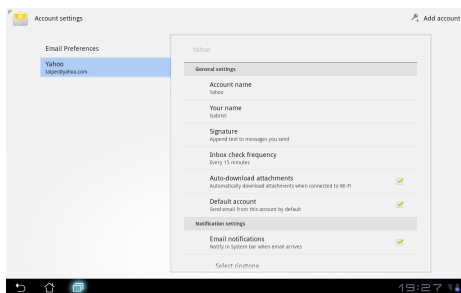 Account settings
Add account
Email Preferences
Yahoo
taiper@yahoo.com
Yahoo
General settings
Account name
Yahoo
Your name
Gabriel
Signature
Append text to messages you send
Inbox check frequency
Every 15 minutes
Auto-download attachments
Automatically download attachments when connected to Wi-Fi
Default account
Send email from this account by default
Notification settings
Email notifications
Notify in System bar when email arrives
Select ringtone
19:27